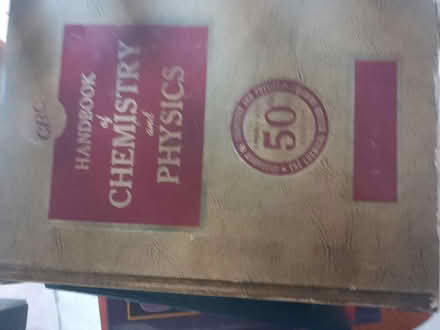 CRC
HANDBOOK
of
CHEMISTRY
and
PHYSICS
50